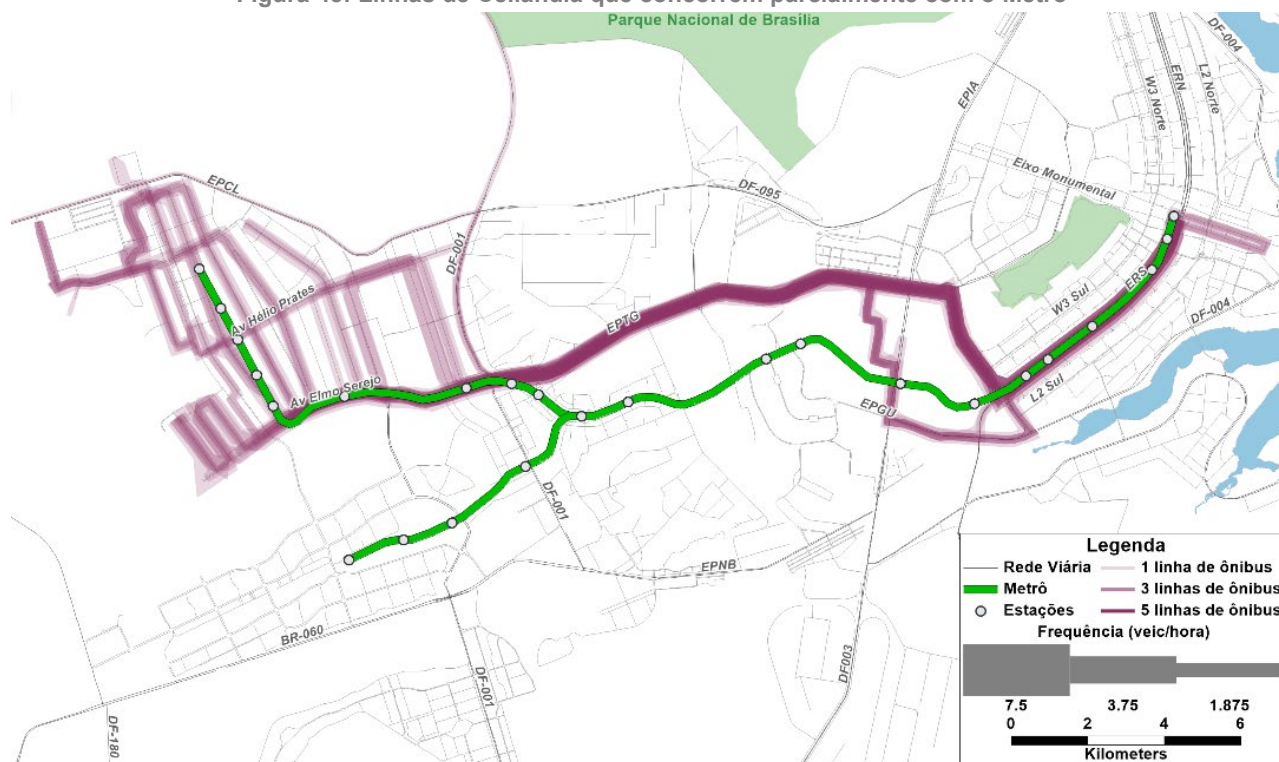 Figura 45: Linhas de Ceilândia que concorrem parcialmente com o Metrô
Parque Nacional de Brasília
DF-004
ERN
L2 Norte
W3 Norte
EPIA
Eixo Monumental
DF-095
EPCL
DF-001
Av Hélio Prates
EPTG
W3 Sul
ERS
DF-004
L2 Sul
Av Elmo Serejo
EPGU
DF-001
EPNB
BR-060
DF003
DF-001
DF-180
Legenda
Rede Viária
1 linha de ônibus
Metrô
3 linhas de ônibus
Estações
5 linhas de ônibus
Frequência (veic/hora)
7.5 3.75 1.875
0 2 4 6
Kilometers